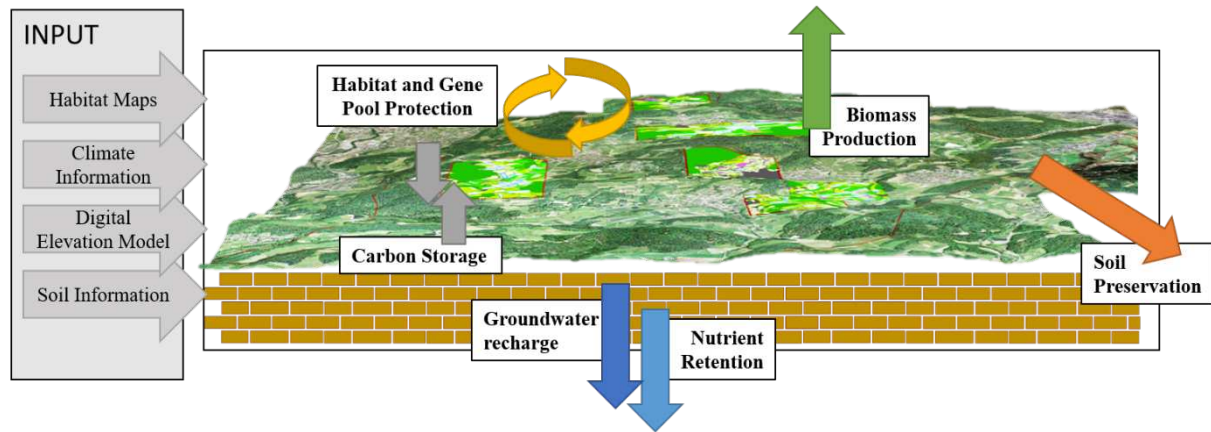 INPUT
Habitat Maps
Climate
Information
Digital
Elevation Model
Soil Information
Habitat and Gene
Pool Protection
Biomass
Production
Carbon Storage
Soil
Preservation
Groundwater
recharge
Nutrient
Retention